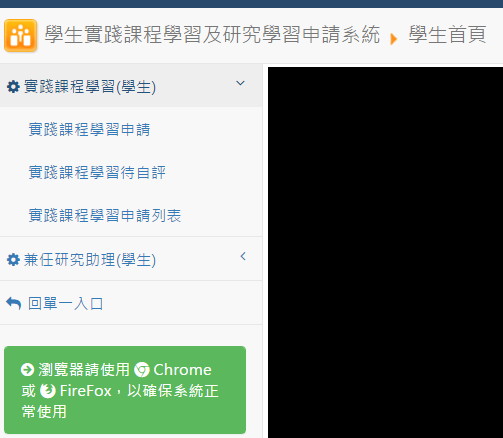 學生實踐課程學習及研究學習申請系統 學生首頁
實踐課程學習(學生)
實踐課程學習申請
實踐課程學習待自評
實踐課程學習申請列表
兼任研究助理(學生)
回單一入口
瀏覽器請使用 Chrome
或 FireFox，以確保系統正
常使用